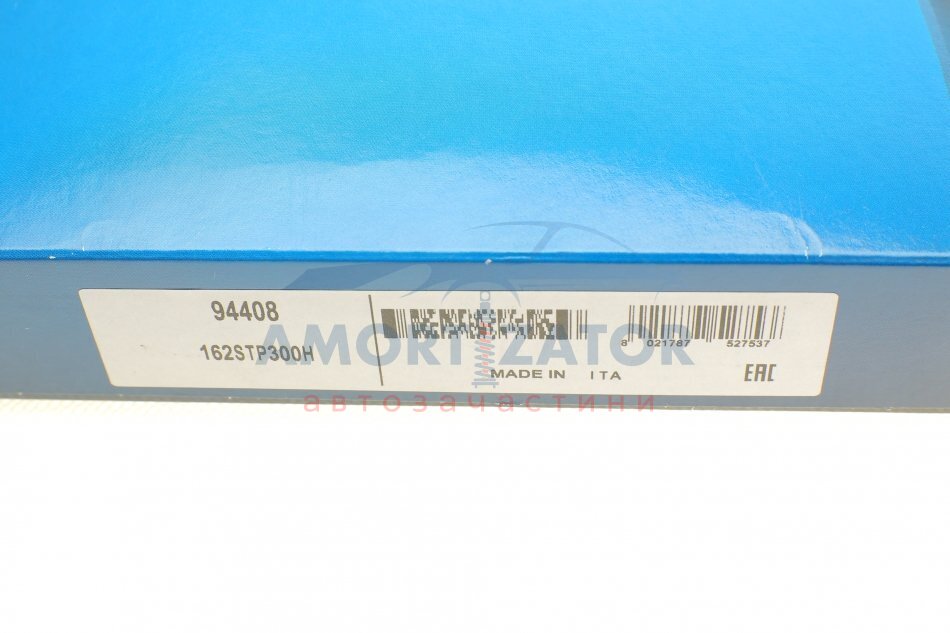 94408
162STP300H
8 021787 527537
MADE IN ITA
EAC
AMORTIZATOR
автозачастини